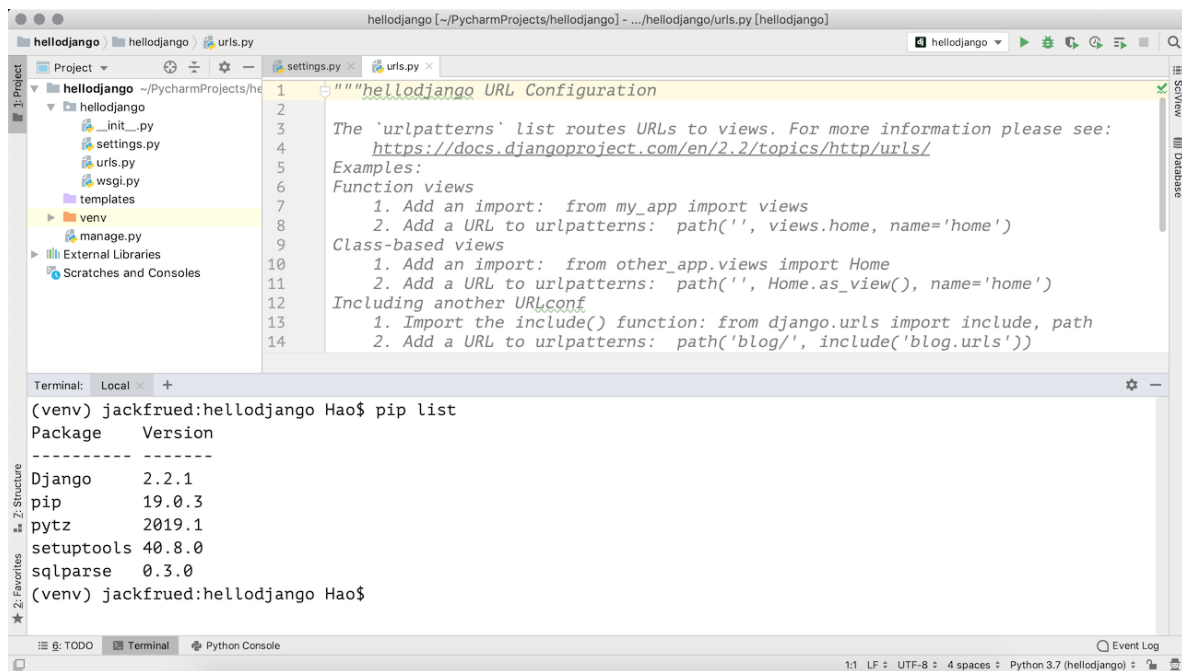 hellodjango [~/PycharmProjects/hellodjango] - .../hellodjango/urls.py [hellodjango]
hellodjango hellodjango urls.py
hellodjango
1: Project
Project
hellodjango ~/PycharmProjects/he
hellodjango
__init__.py
settings.py
urls.py
wsgi.py
templates
venv
manage.py
External Libraries
Scratches and Consoles
settings.py urls.py
1 """hellodjango URL Configuration
2
3 The `urlpatterns` list routes URLs to views. For more information please see:
4 https://docs.djangoproject.com/en/2.2/topics/http/urls/
5 Examples:
6 Function views
7 1. Add an import:  from my_app import views
8 2. Add a URL to urlpatterns:  path('', views.home, name='home')
9 Class-based views
10 1. Add an import:  from other_app.views import Home
11 2. Add a URL to urlpatterns:  path('', Home.as_view(), name='home')
12 Including another URLconf
13 1. Import the include() function: from django.urls import include, path
14 2. Add a URL to urlpatterns:  path('blog/', include('blog.urls'))
SciView
Database
Terminal: Local +
(venv) jackfrued:hellodjango Hao$ pip list
Package Version
---------- -------
Django 2.2.1
pip 19.0.3
pytz 2019.1
setuptools 40.8.0
sqlparse 0.3.0
(venv) jackfrued:hellodjango Hao$
7: Structure
2: Favorites
6: TODO Terminal Python Console Event Log
1:1 LF UTF-8 4 spaces Python 3.7 (hellodjango)